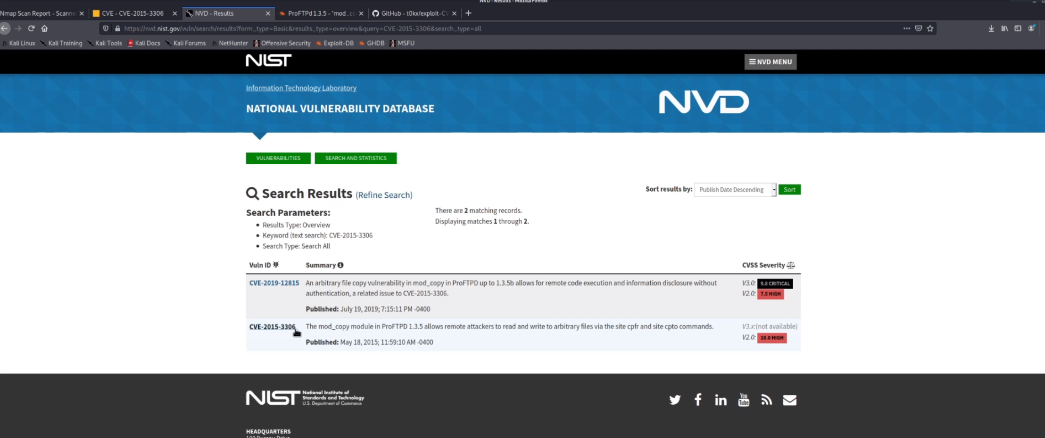 NVD - Results - Mozilla Firefox
Nmap Scan Report - Scann
CVE - CVE-2015-3306
NVD - Results
ProFTPd 1.3.5 - 'mod_co
GitHub - t0kx/exploit-CV
https://nvd.nist.gov/vuln/search/results?form_type=Basic&results_type=overview&query=CVE-2015-3306&search_type=all
Kali Linux Kali Training Kali Tools Kali Docs Kali Forums NetHunter Offensive Security Exploit-DB GHDB MSFU
NIST
NVD MENU
Information Technology Laboratory
NATIONAL VULNERABILITY DATABASE
NVD
VULNERABILITIES
SEARCH AND STATISTICS
Search Results (Refine Search)
Sort results by: Publish Date Descending Sort
Search Parameters:
Results Type: Overview
Keyword (text search): CVE-2015-3306
Search Type: Search All
There are 2 matching records.
Displaying matches 1 through 2.
Vuln ID Summary CVSS Severity
CVE-2019-12815 An arbitrary file copy vulnerability in mod_copy in ProFTPD up to 1.3.5b allows for remote code execution and information disclosure without
authentication, a related issue to CVE-2015-3306.
Published: July 19, 2019; 7:15:11 PM -0400
V3.0: 9.8 CRITICAL
V2.0: 7.5 HIGH
CVE-2015-3306 The mod_copy module in ProFTPD 1.3.5 allows remote attackers to read and write to arbitrary files via the site cpfr and site cpto commands.
Published: May 18, 2015; 11:59:10 AM -0400
V3.x:(not available)
V2.0: 10.0 HIGH
NIST
National Institute of
Standards and Technology
U.S. Department of Commerce
You
Tube
HEADQUARTERS
100 Bureau Drive